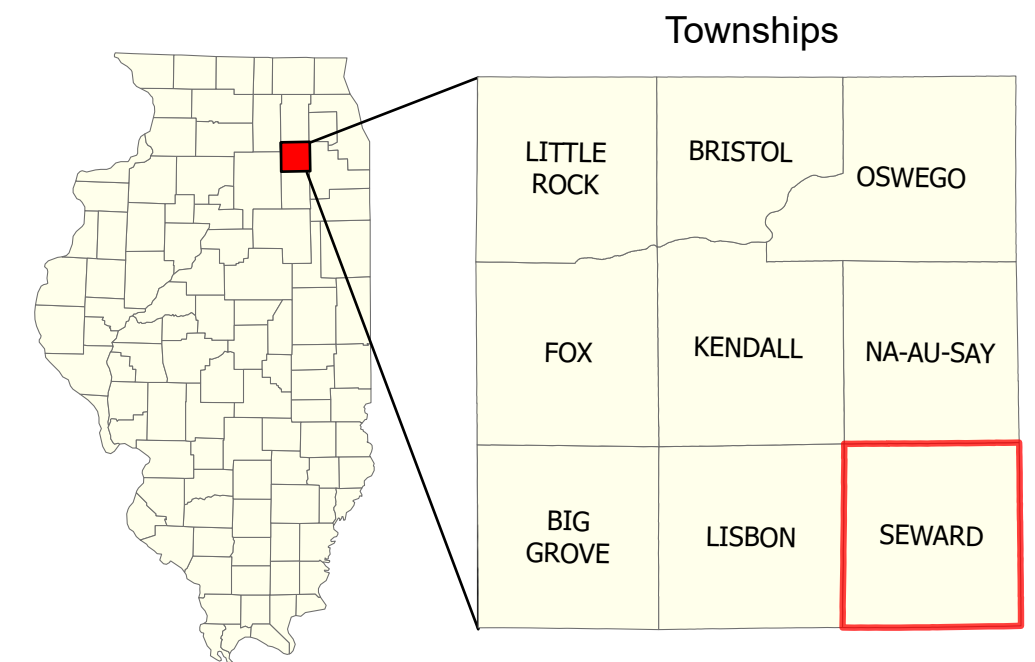 Townships
LITTLE
ROCK
BRISTOL
OSWEGO
FOX
KENDALL
NA-AU-SAY
BIG
GROVE
LISBON
SEWARD